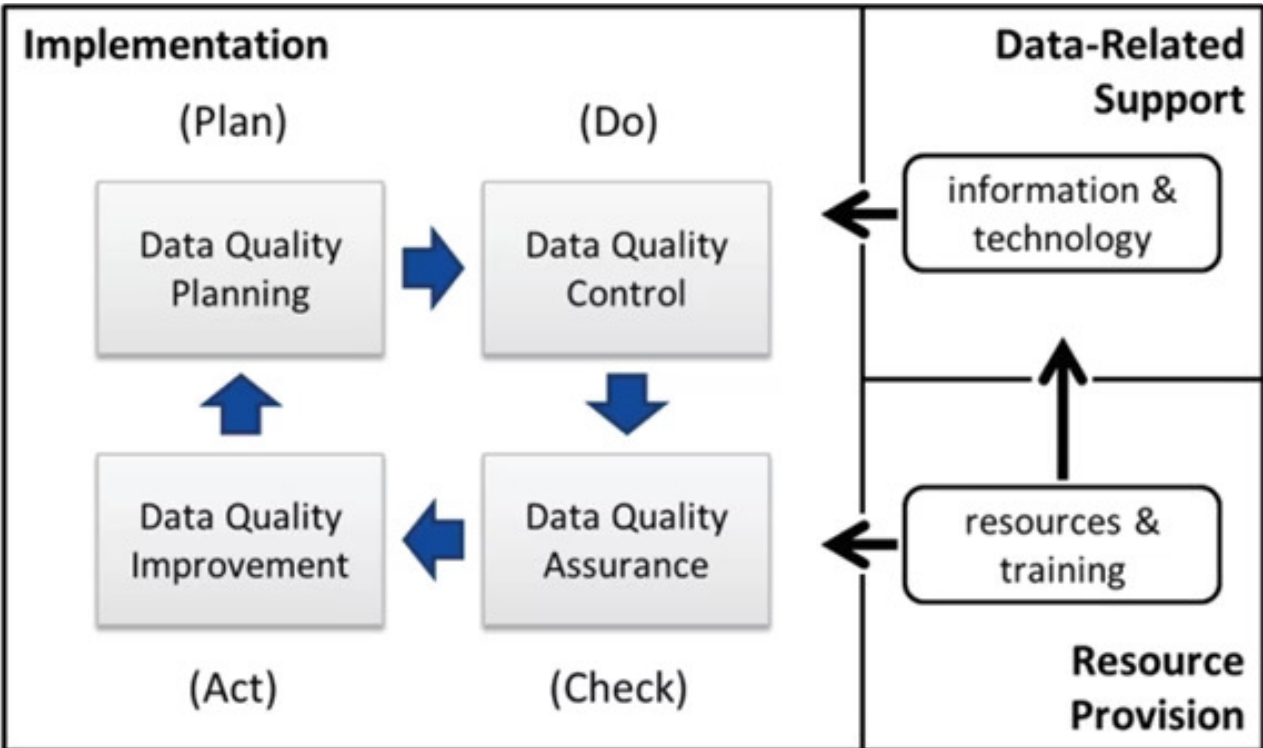 Implementation
(Plan)
(Do)
Data Quality
Planning
Data Quality
Control
Data Quality
Improvement
Data Quality
Assurance
(Act)
(Check)
Data-Related
Support
information &
technology
resources &
training
Resource
Provision